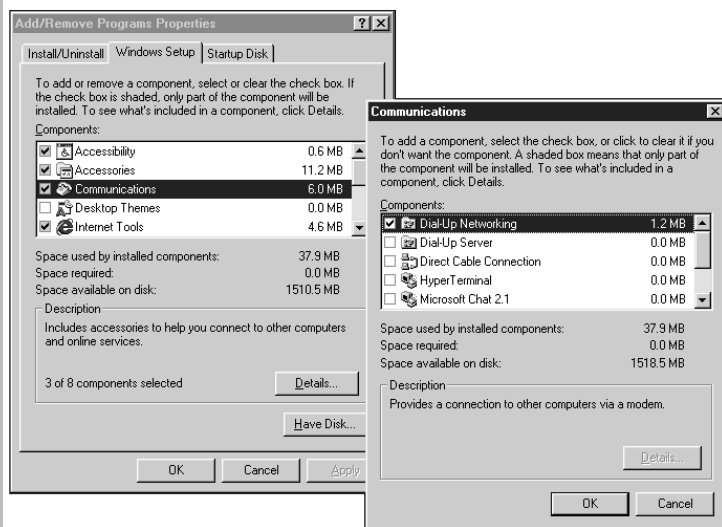 Add/Remove Programs Properties
Install/Uninstall
Windows Setup
Startup Disk
To add or remove a component, select or clear the check box. If
the check box is shaded, only part of the component will be
installed. To see what's included in a component, click Details.
Components:
Accessibility 0.6 MB
Accessories 11.2 MB
Communications 6.0 MB
Desktop Themes 0.0 MB
Internet Tools 4.6 MB
Space used by installed components: 37.9 MB
Space required: 0.0 MB
Space available on disk: 1510.5 MB
Description
Includes accessories to help you connect to other computers
and online services.
3 of 8 components selected
Details...
Have Disk...
OK
Cancel
Apply
Communications
To add a component, select the check box, or click to clear it if you
don't want the component. A shaded box means that only part of
the component will be installed. To see what's included in a
component, click Details.
Components:
Dial-Up Networking 1.2 MB
Dial-Up Server 0.0 MB
Direct Cable Connection 0.0 MB
HyperTerminal 0.0 MB
Microsoft Chat 2.1 0.0 MB
Space used by installed components: 37.9 MB
Space required: 0.0 MB
Space available on disk: 1518.5 MB
Description
Provides a connection to other computers via a modem.
Details...
OK
Cancel